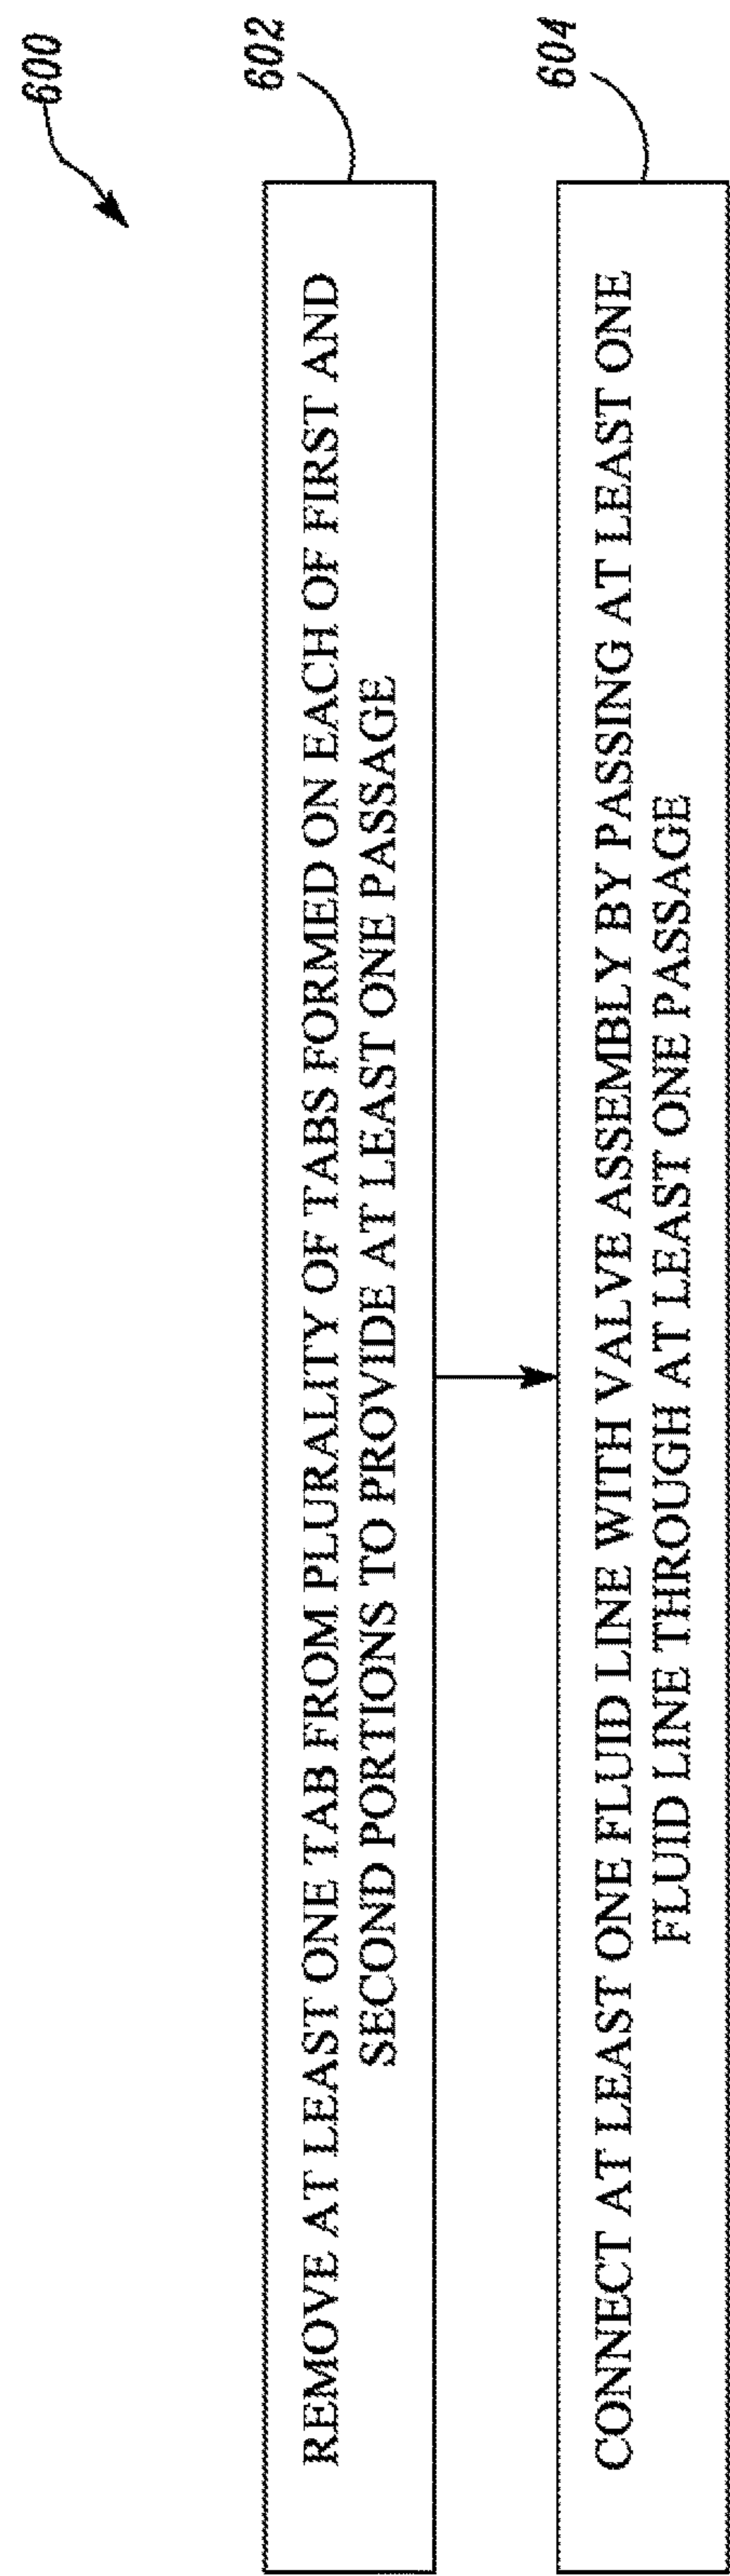 600
602
REMOVE AT LEAST ONE TAB FROM PLURALITY OF TABS FORMED ON EACH OF FIRST AND
SECOND PORTIONS TO PROVIDE AT LEAST ONE PASSAGE
604
CONNECT AT LEAST ONE FLUID LINE WITH VALVE ASSEMBLY BY PASSING AT LEAST ONE
FLUID LINE THROUGH AT LEAST ONE PASSAGE